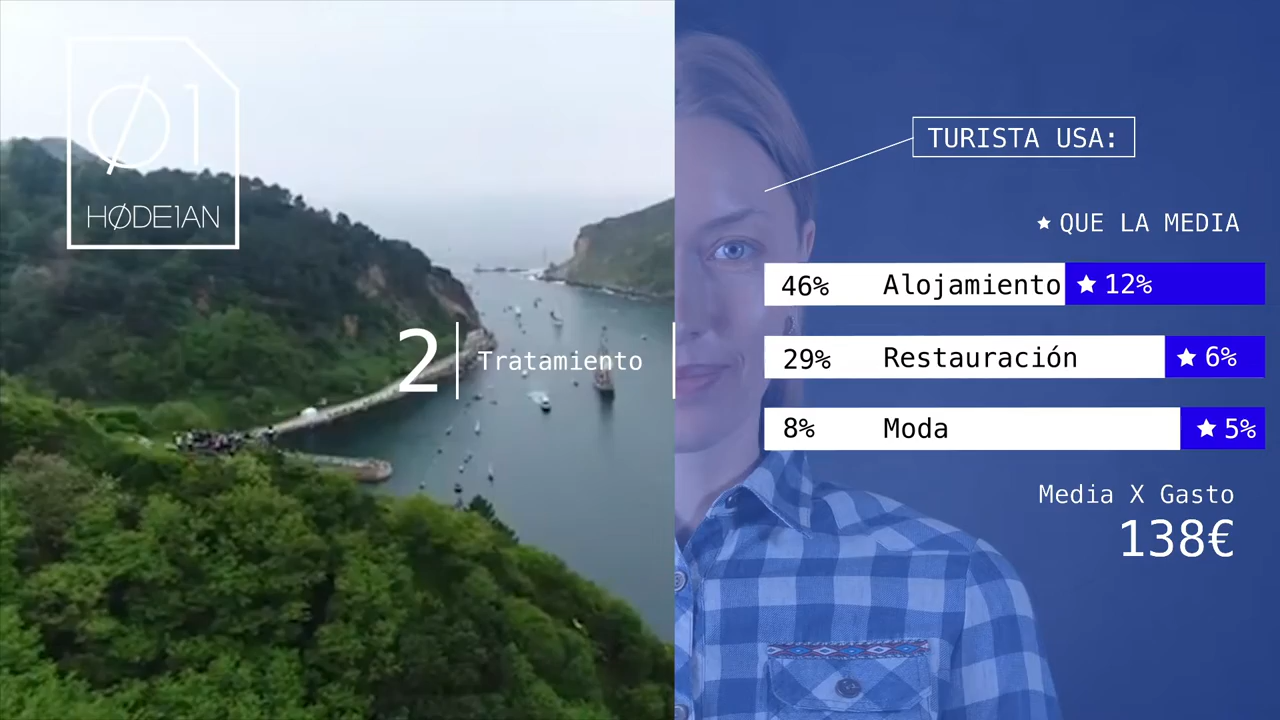 Ø1
HØDE1AN
2
Tratamiento
TURISTA USA:
★ QUE LA MEDIA
46% Alojamiento ★ 12%
29% Restauración ★ 6%
8% Moda ★ 5%
Media X Gasto
138€